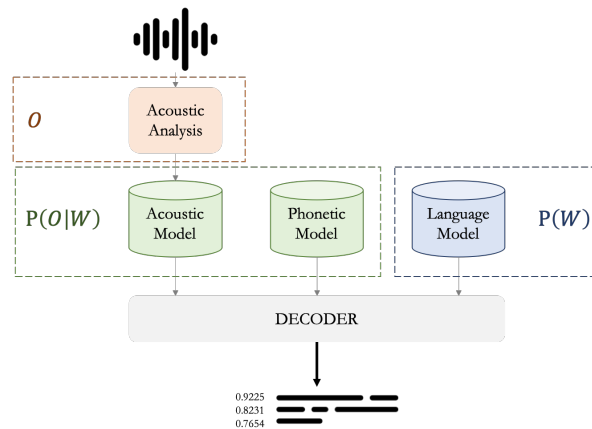 O
Acoustic
Analysis
P(O|W)
Acoustic
Model
Phonetic
Model
Language
Model
P(W)
DECODER
0.9225
0.8231
0.7654